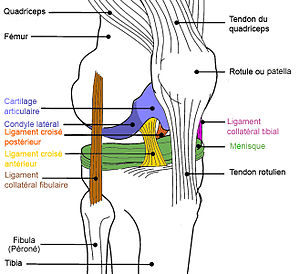 Quadriceps
Fémur
Cartilage
articulaire
Condyle latéral
Ligament croisé
postérieur
Ligament croisé
antérieur
Ligament
collatéral fibulaire
Fibula
(Péroné)
Tibia
Tendon du
quadriceps
Rotule ou patella
Ligament
collatéral tibial
Ménisque
Tendon rotulien